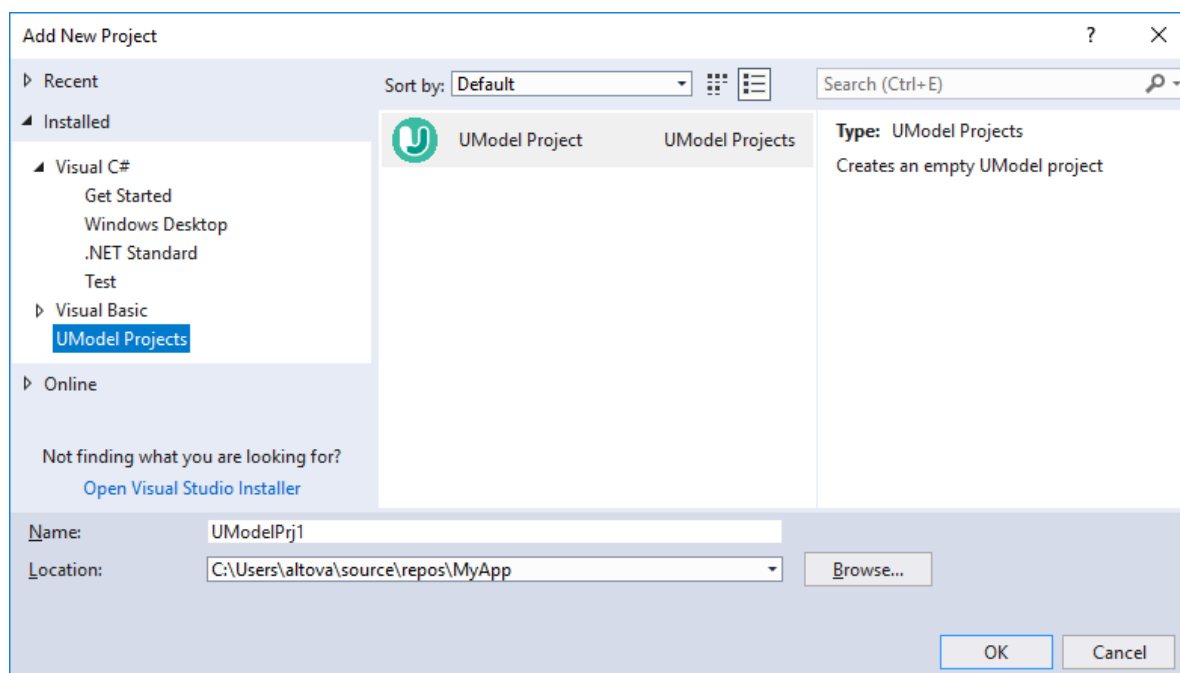 Add New Project
?
Recent
Sort by: Default
Search (Ctrl+E)
Installed
UModel Project
UModel Projects
Type: UModel Projects
Creates an empty UModel project
Visual C#
Get Started
Windows Desktop
.NET Standard
Test
Visual Basic
UModel Projects
Online
Not finding what you are looking for?
Open Visual Studio Installer
Name:
UModelPrj1
Location:
C:\Users\altova\source\repos\MyApp
Browse...
OK
Cancel